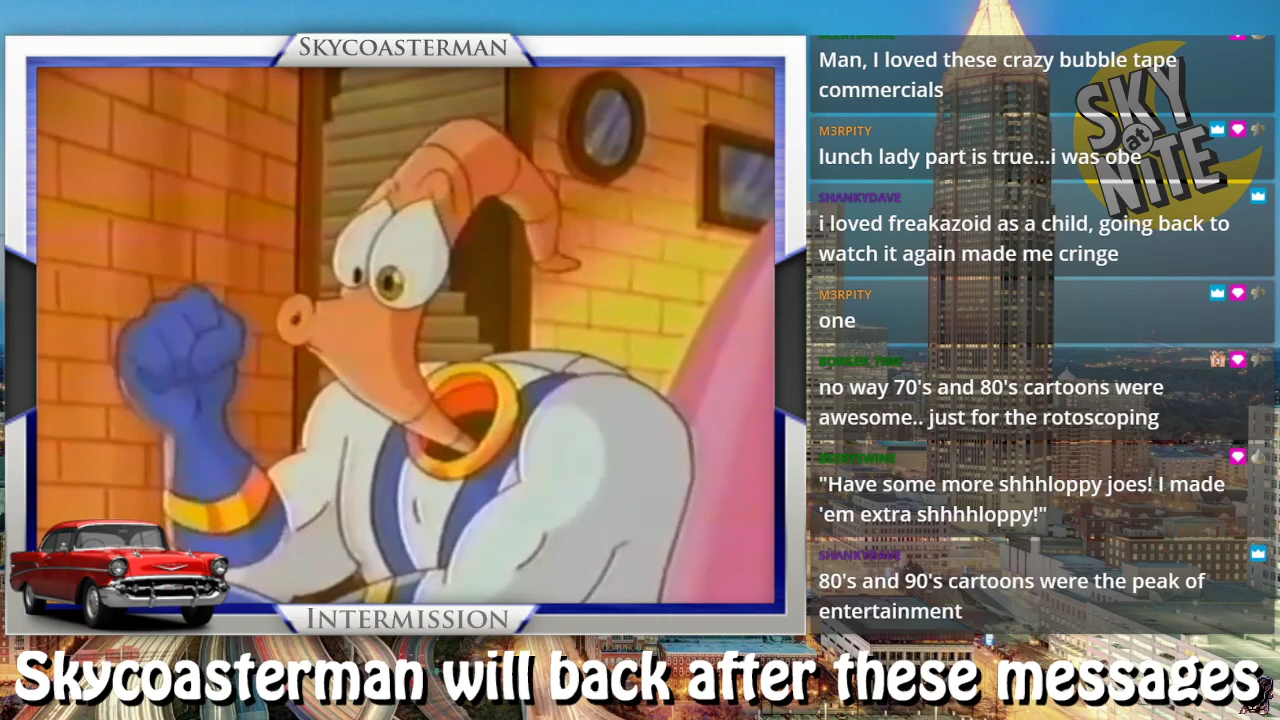 SKYCOASTERMAN
Man, I loved these crazy bubble tape
commercials
M3RPITY
lunch lady part is true...i was obe
SKY
at
NITE
SHANKYDAVE
i loved freakazoid as a child, going back to
watch it again made me cringe
M3RPITY
one
no way 70's and 80's cartoons were
awesome.. just for the rotoscoping
"Have some more shhhloppy joes! I made
'em extra shhhhloppy!"
SHANKYDAVE
80's and 90's cartoons were the peak of
entertainment
INTERMISSION
Skycoasterman will back after these messages